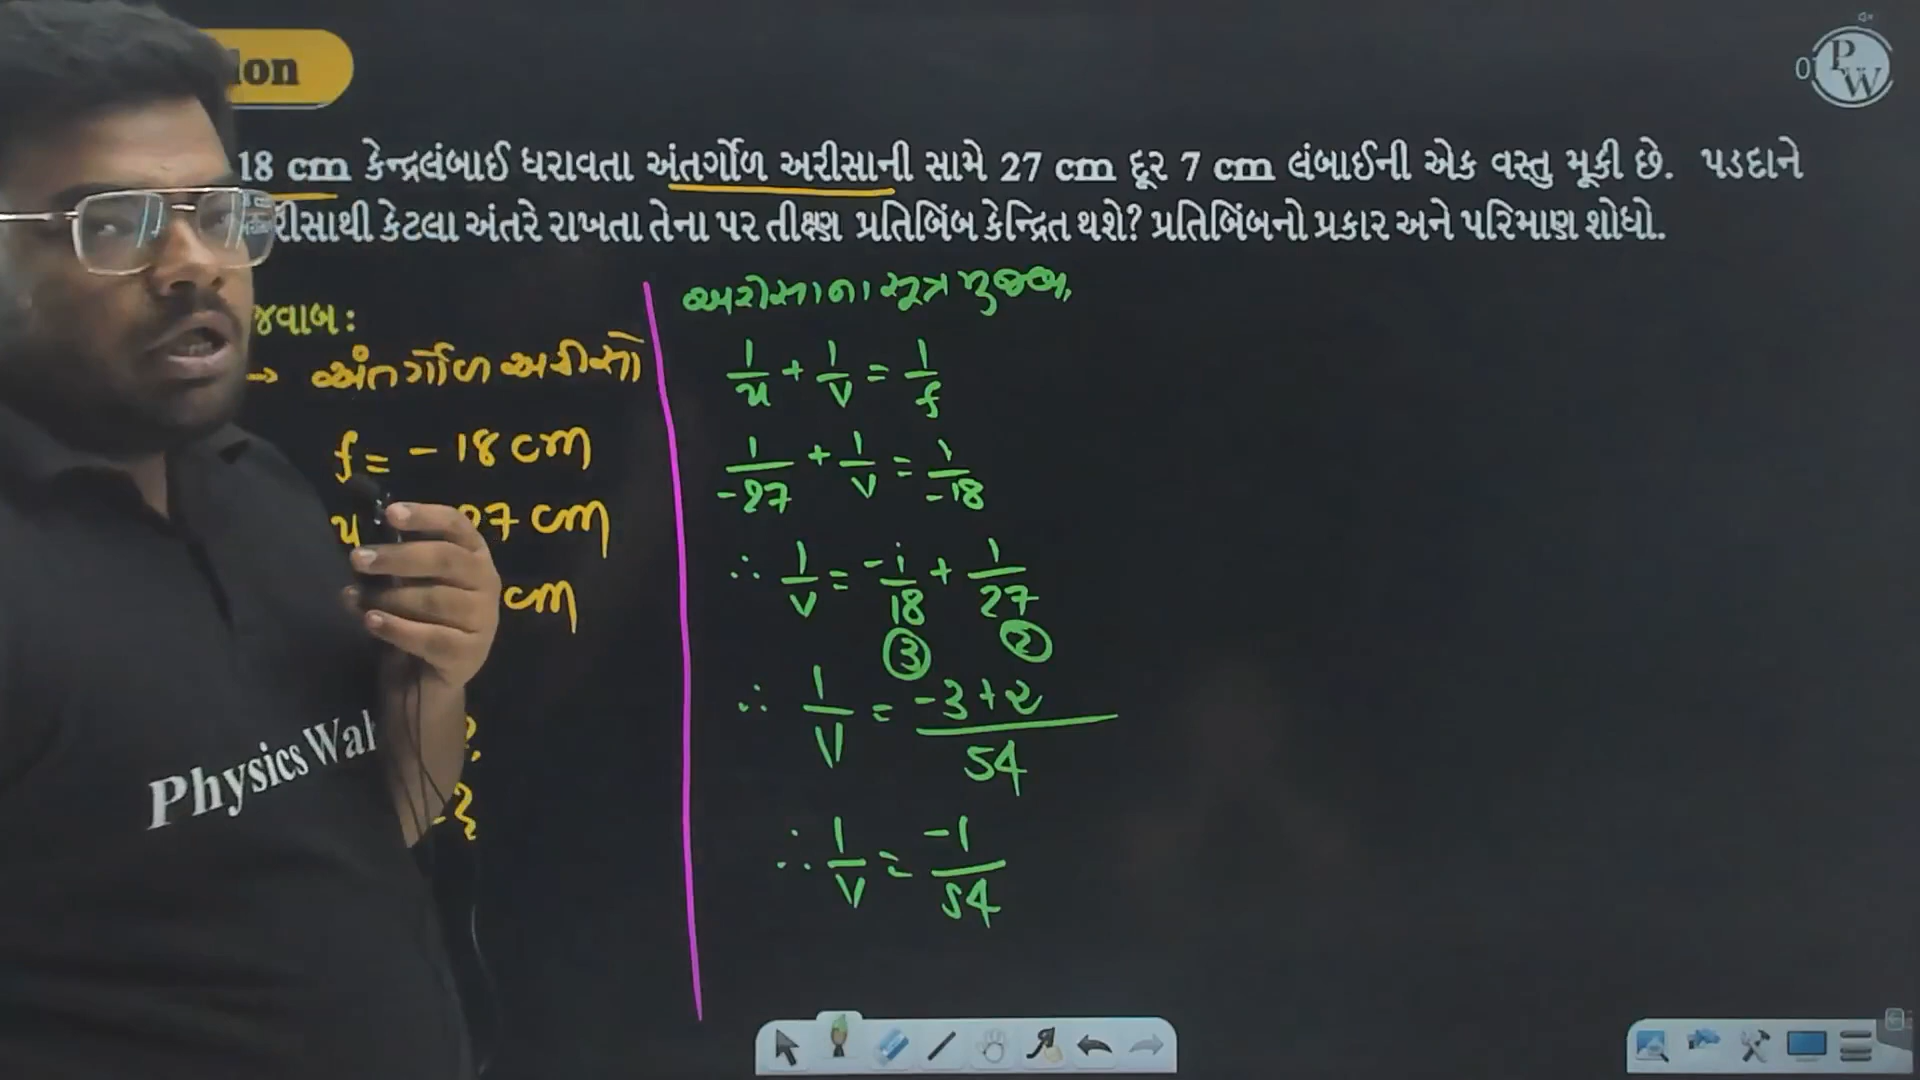 ion
PW
18 cm કેન્દ્રલંબાઈ ધરાવતા અંતર્ગોળ અરીસાની સામે 27 cm દૂર 7 cm લંબાઈની એક વસ્તુ મૂકી છે. પડદાને
રીસાથી કેટલા અંતરે રાખતા તેના પર તીક્ષ્ણ પ્રતિબિંબ કેન્દ્રિત થશે? પ્રતિબિંબનો પ્રકાર અને પરિમાણ શોધો.
જવાબ:
→ અંતર્ગોળ અરીસો
f = - 18 cm
u 27 cm
cm
?
- ?
અરીસાના સૂત્ર મુજબ,
1/u + 1/v = 1/f
1/-27 + 1/v = 1/-18
∴ 1/v = -1/18 + 1/27
3 2
∴ 1/v = -3+2/54
∴ 1/v = -1/54
Physics Wal